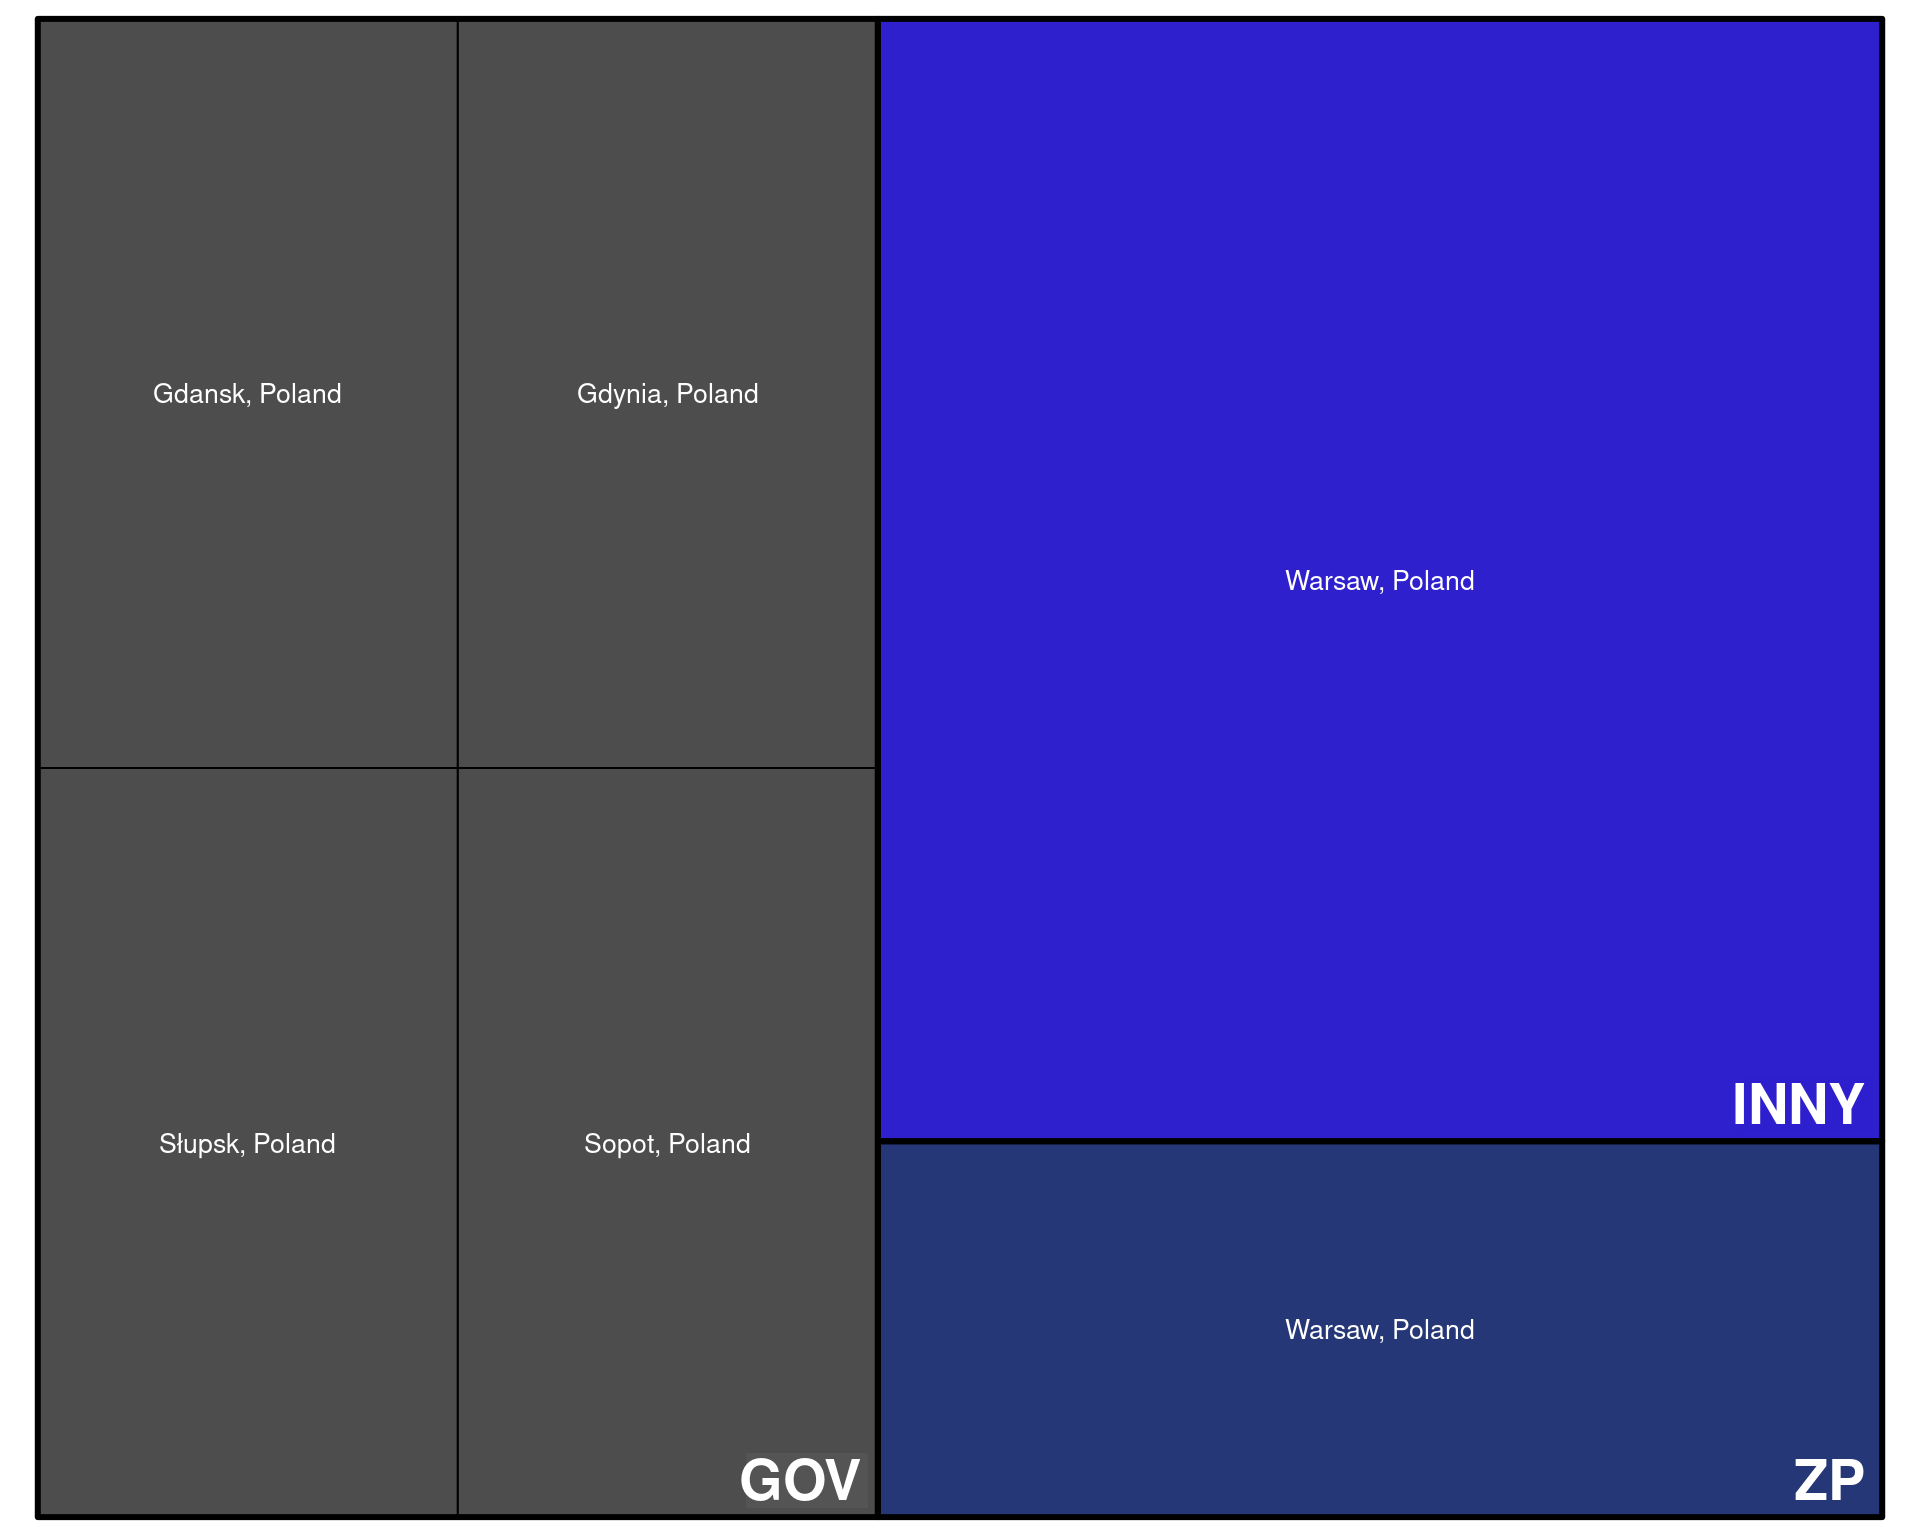 Gdansk, Poland
Gdynia, Poland
Słupsk, Poland
Sopot, Poland
GOV
Warsaw, Poland
INNY
Warsaw, Poland
ZP